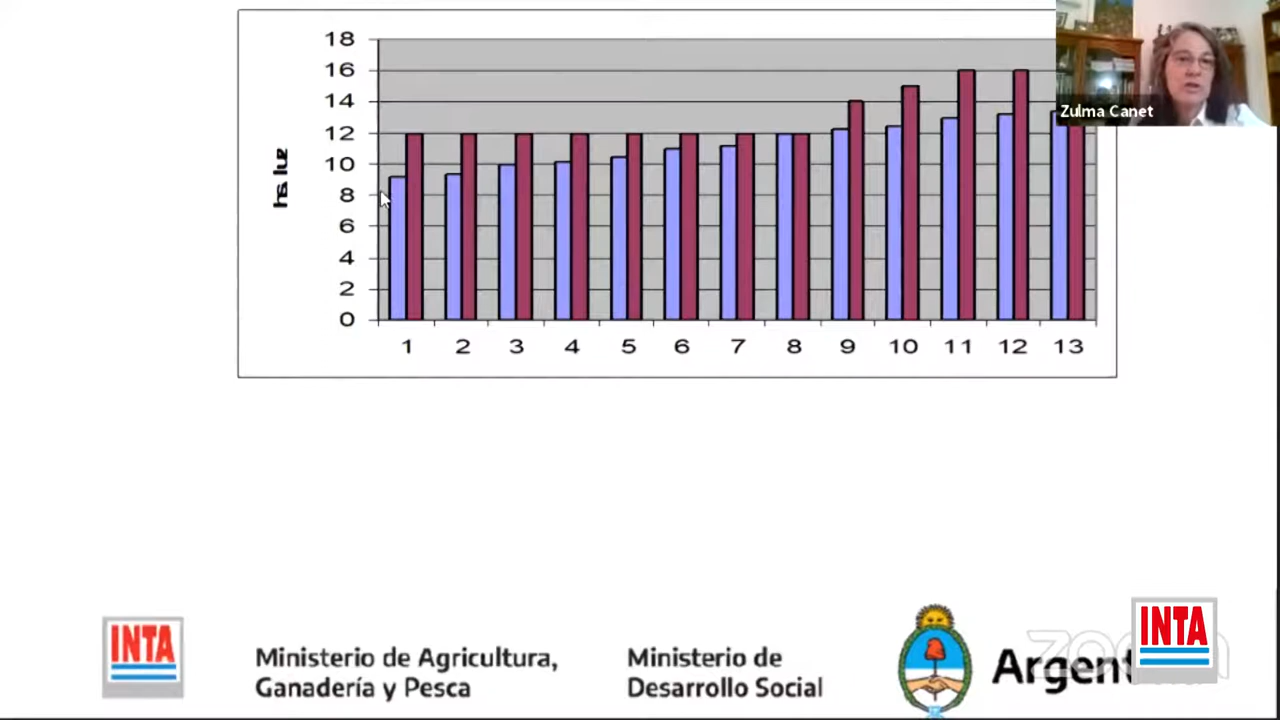 18
16
14
12
10
8
6
4
2
0
hs. luz
1 2 3 4 5 6 7 8 9 10 11 12 13
Zulma Canet
INTA
Ministerio de Agricultura,
Ganadería y Pesca
Ministerio de
Desarrollo Social
Argent
INTA
zoom